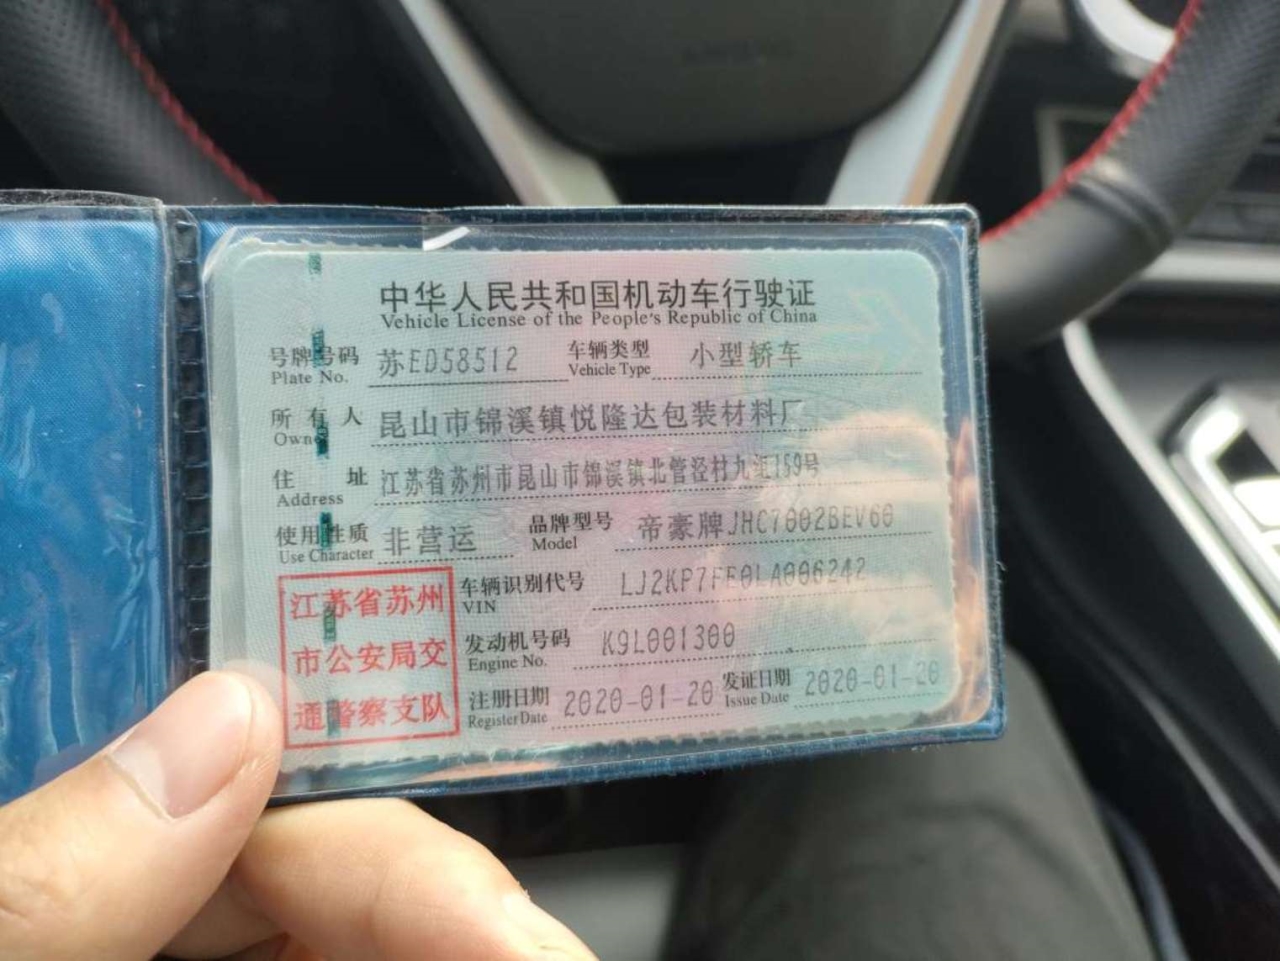 中华人民共和国机动车行驶证
Vehicle License of the People's Republic of China
号牌号码 苏ED58512 车辆类型 小型轿车
Plate No. Vehicle Type
所有人 昆山市锦溪镇悦隆达包装材料厂
Owner
住址 江苏省苏州市昆山市锦溪镇北管泾村九组159号
Address
使用性质 非营运 品牌型号 帝豪牌JHC7002BEV60
Use Character Model
江苏省苏州
市公安局交
通警察支队
车辆识别代号 LJ2KP7FF0LA006242
VIN
发动机号码 K9L001300
Engine No.
注册日期 2020-01-20 发证日期 2020-01-20
Register Date Issue Date